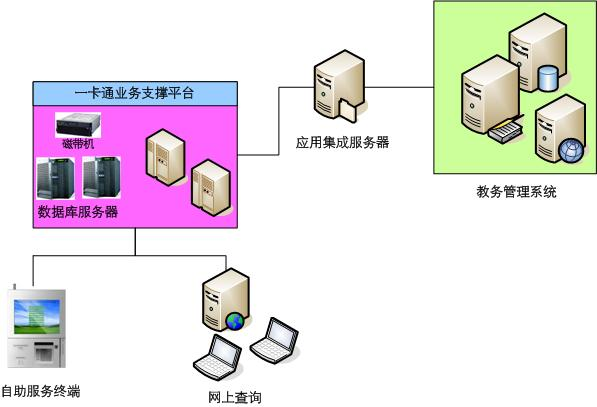 一卡通业务支撑平台
磁带机
数据库服务器
应用集成服务器
教务管理系统
自助服务终端
网上查询